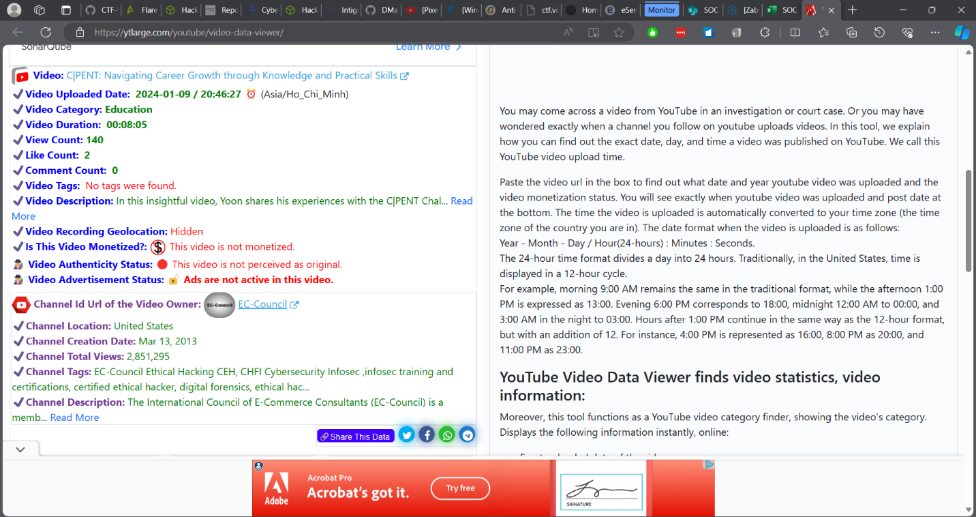 CTF-
Flare
Hack
Repo
Cybe
Hack
Intig
DMa
[Pixe
[Win
Anti
ctf.vi
Hon
eSer
Monitor
SOC
[Zab
SOC
https://ytlarge.com/youtube/video-data-viewer/
SonarQube
Learn More >
Video: C|PENT: Navigating Career Growth through Knowledge and Practical Skills
Video Uploaded Date: 2024-01-09 / 20:46:27 (Asia/Ho_Chi_Minh)
Video Category: Education
Video Duration: 00:08:05
View Count: 140
Like Count: 2
Comment Count: 0
Video Tags: No tags were found.
Video Description: In this insightful video, Yoon shares his experiences with the C|PENT Chal... Read
More
Video Recording Geolocation: Hidden
Is This Video Monetized?: This video is not monetized.
Video Authenticity Status: This video is not perceived as original.
Video Advertisement Status: Ads are not active in this video.
Channel Id Url of the Video Owner: EC-Council EC-Council
Channel Location: United States
Channel Creation Date: Mar 13, 2013
Channel Total Views: 2,851,295
Channel Tags: EC-Council Ethical Hacking CEH, CHFI Cybersecurity Infosec ,infosec training and
certifications, certified ethical hacker, digital forensics, ethical hac...
Channel Description: The International Council of E-Commerce Consultants (EC-Council) is a
memb... Read More
Share This Data
You may come across a video from YouTube in an investigation or court case. Or you may have
wondered exactly when a channel you follow on youtube uploads videos. In this tool, we explain
how you can find out the exact date, day, and time a video was published on YouTube. We call this
YouTube video upload time.
Paste the video url in the box to find out what date and year youtube video was uploaded and the
video monetization status. You will see exactly when youtube video was uploaded and post date at
the bottom. The time the video is uploaded is automatically converted to your time zone (the time
zone of the country you are in). The date format when the video is uploaded is as follows:
Year - Month - Day / Hour(24-hours) : Minutes : Seconds.
The 24-hour time format divides a day into 24 hours. Traditionally, in the United States, time is
displayed in a 12-hour cycle.
For example, morning 9:00 AM remains the same in the traditional format, while the afternoon 1:00
PM is expressed as 13:00. Evening 6:00 PM corresponds to 18:00, midnight 12:00 AM to 00:00, and
3:00 AM in the night to 03:00. Hours after 1:00 PM continue in the same way as the 12-hour format,
but with an addition of 12. For instance, 4:00 PM is represented as 16:00, 8:00 PM as 20:00, and
11:00 PM as 23:00.
YouTube Video Data Viewer finds video statistics, video
information:
Moreover, this tool functions as a YouTube video category finder, showing the video's category.
Displays the following information instantly, online:
Adobe
Acrobat Pro
Acrobat's got it.
Try free
SIGNATURE